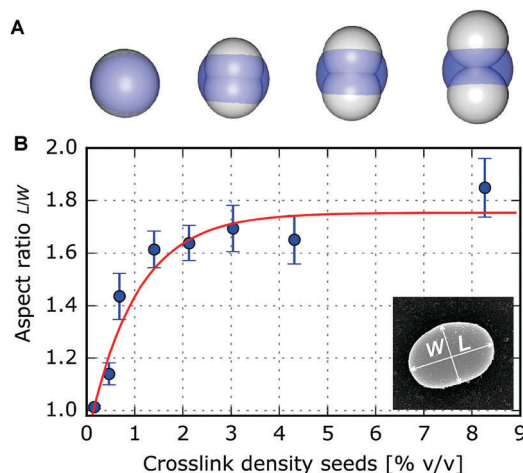 A
B
Aspect ratio L/W
2.0
1.8
1.6
1.4
1.2
1.0
W L
0 1 2 3 4 5 6 7 8 9
Crosslink density seeds [% v/v]